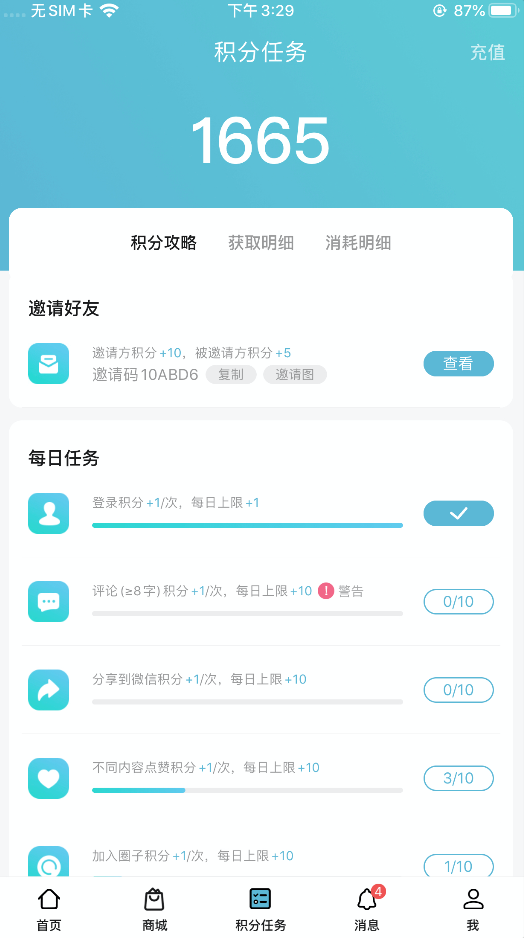 无SIM卡 下午3:29 87%
积分任务 充值
1665
积分攻略 获取明细 消耗明细
邀请好友
邀请方积分+10，被邀请方积分+5
邀请码10ABD6 复制 邀请图 查看
每日任务
登录积分+1/次，每日上限+1
评论(≥8字)积分+1/次，每日上限+10 ! 警告
0/10
分享到微信积分+1/次，每日上限+10
0/10
不同内容点赞积分+1/次，每日上限+10
3/10
加入圈子积分+1/次，每日上限+10
1/10
4
首页 商城 积分任务 消息 我